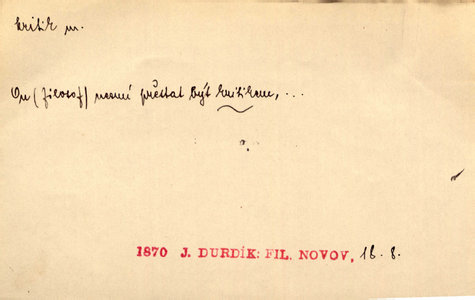 kritik m.
On (filosof) nesmí přestat být kritikem, ...
1870 J. DURDÍK: FIL. NOVOV, 16. 8.